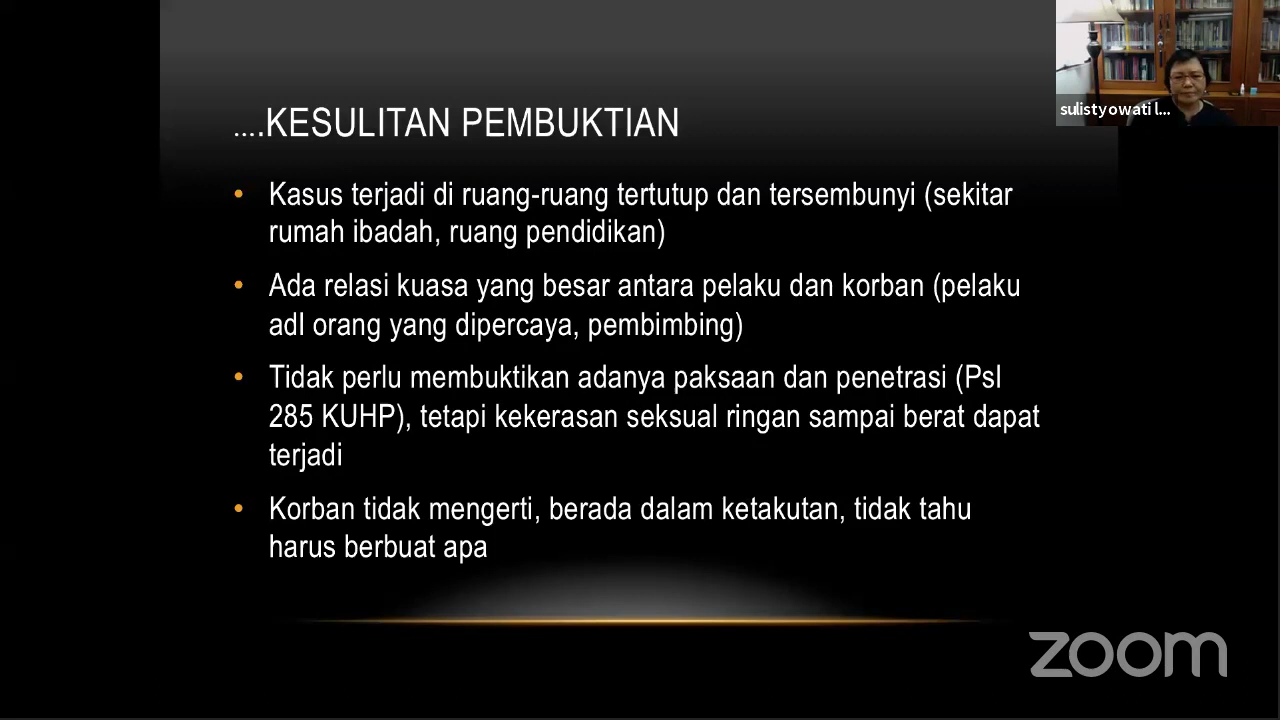 ....KESULITAN PEMBUKTIAN
sulistyowati l...
• Kasus terjadi di ruang-ruang tertutup dan tersembunyi (sekitar
rumah ibadah, ruang pendidikan)
• Ada relasi kuasa yang besar antara pelaku dan korban (pelaku
adl orang yang dipercaya, pembimbing)
• Tidak perlu membuktikan adanya paksaan dan penetrasi (Psl
285 KUHP), tetapi kekerasan seksual ringan sampai berat dapat
terjadi
• Korban tidak mengerti, berada dalam ketakutan, tidak tahu
harus berbuat apa
zoom